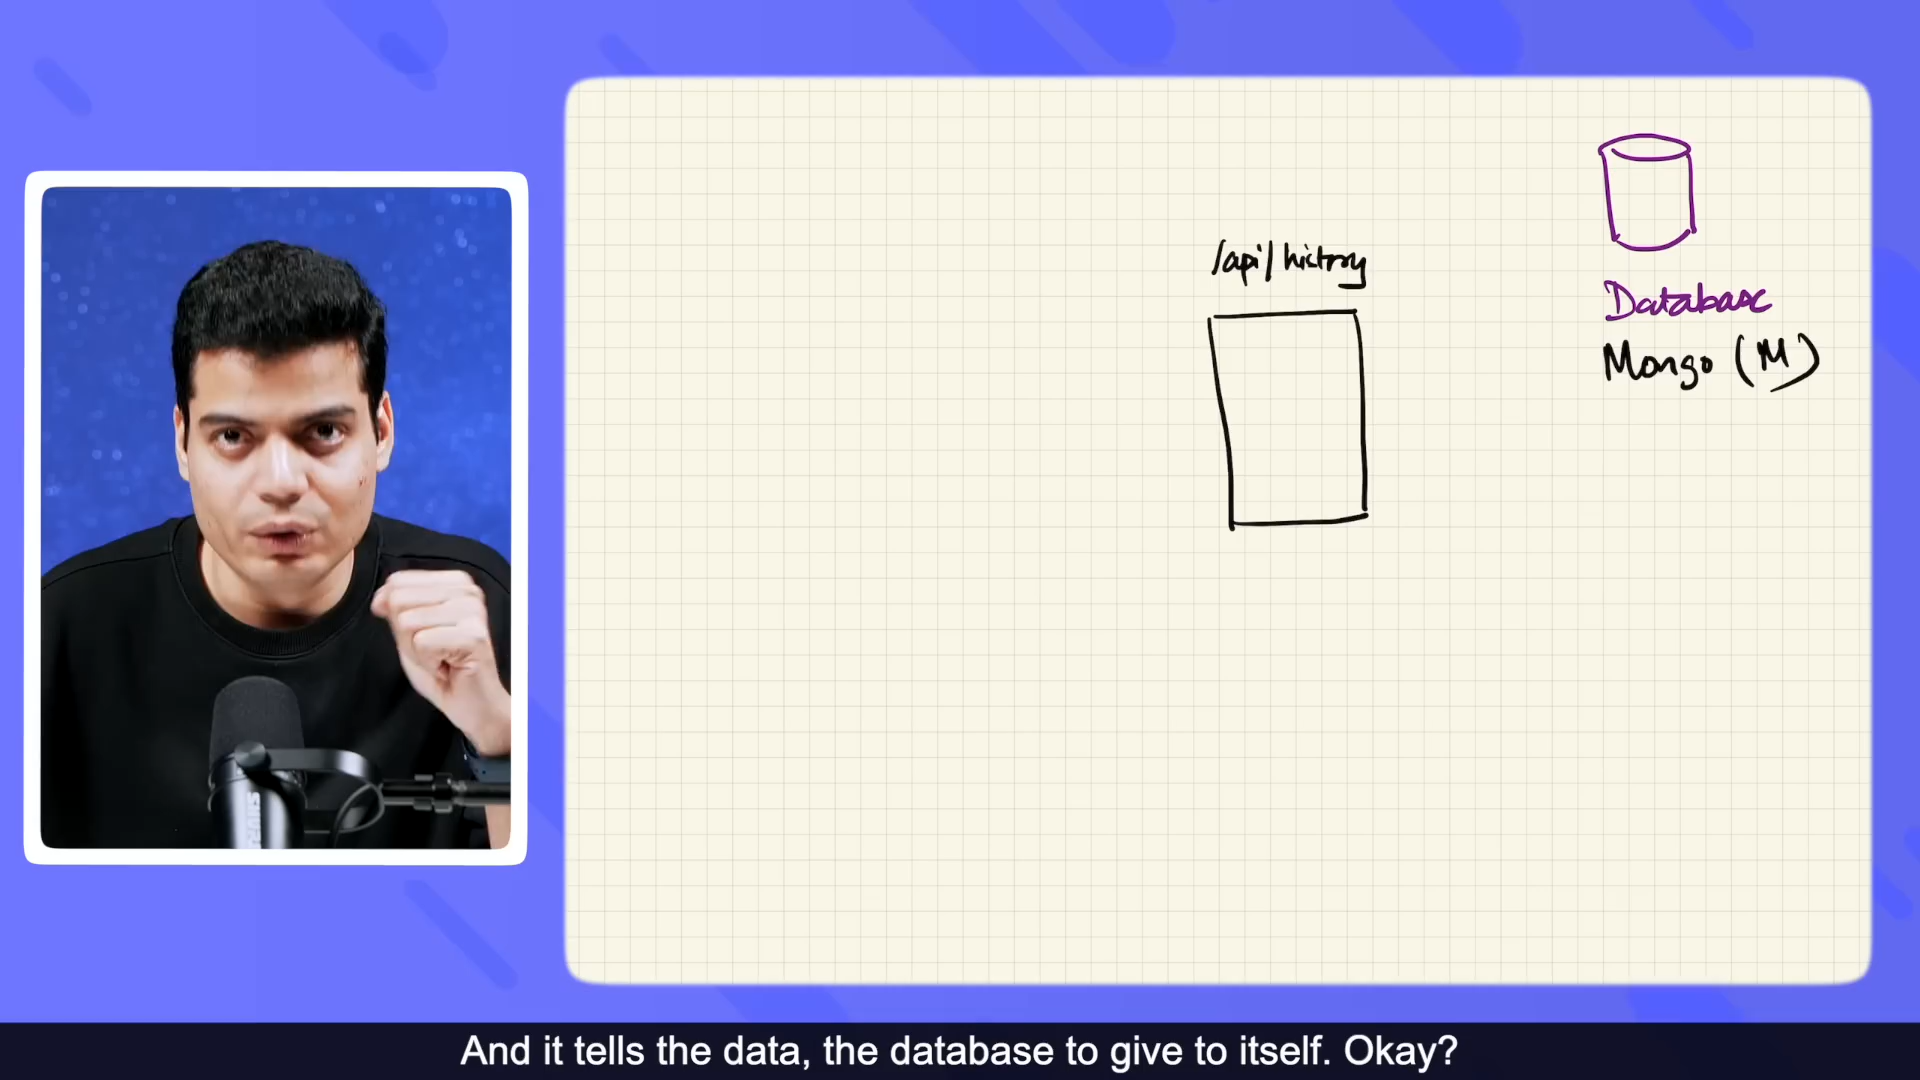 /api/history
Database
Mongo (M)
And it tells the data, the database to give to itself. Okay?